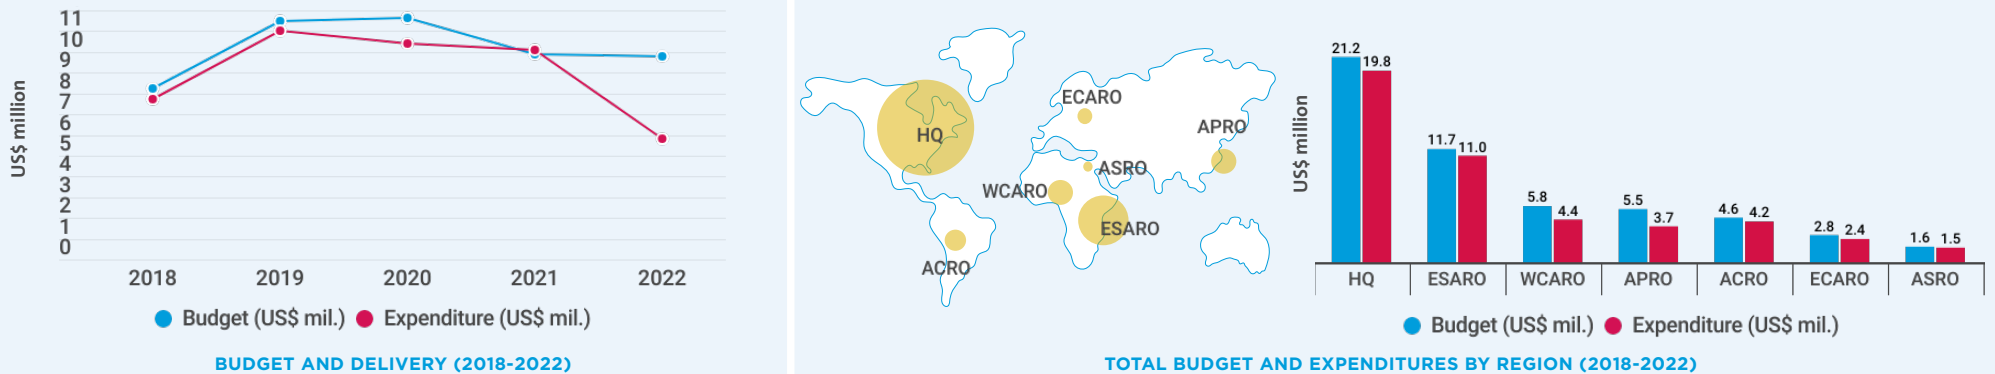 US$ million
11
10
9
8
7
6
5
4
3
2
1
0
2018 2019 2020 2021 2022
Budget (US$ mil.) Expenditure (US$ mil.)
BUDGET AND DELIVERY (2018-2022)
HQ
ECARO
APRO
ASRO
WCARO
ESARO
ACRO
US$ million
21.2 19.8
11.7 11.0
5.8 4.4
5.5 3.7
4.6 4.2
2.8 2.4
1.6 1.5
HQ ESARO WCARO APRO ACRO ECARO ASRO
Budget (US$ mil.) Expenditure (US$ mil.)
TOTAL BUDGET AND EXPENDITURES BY REGION (2018-2022)